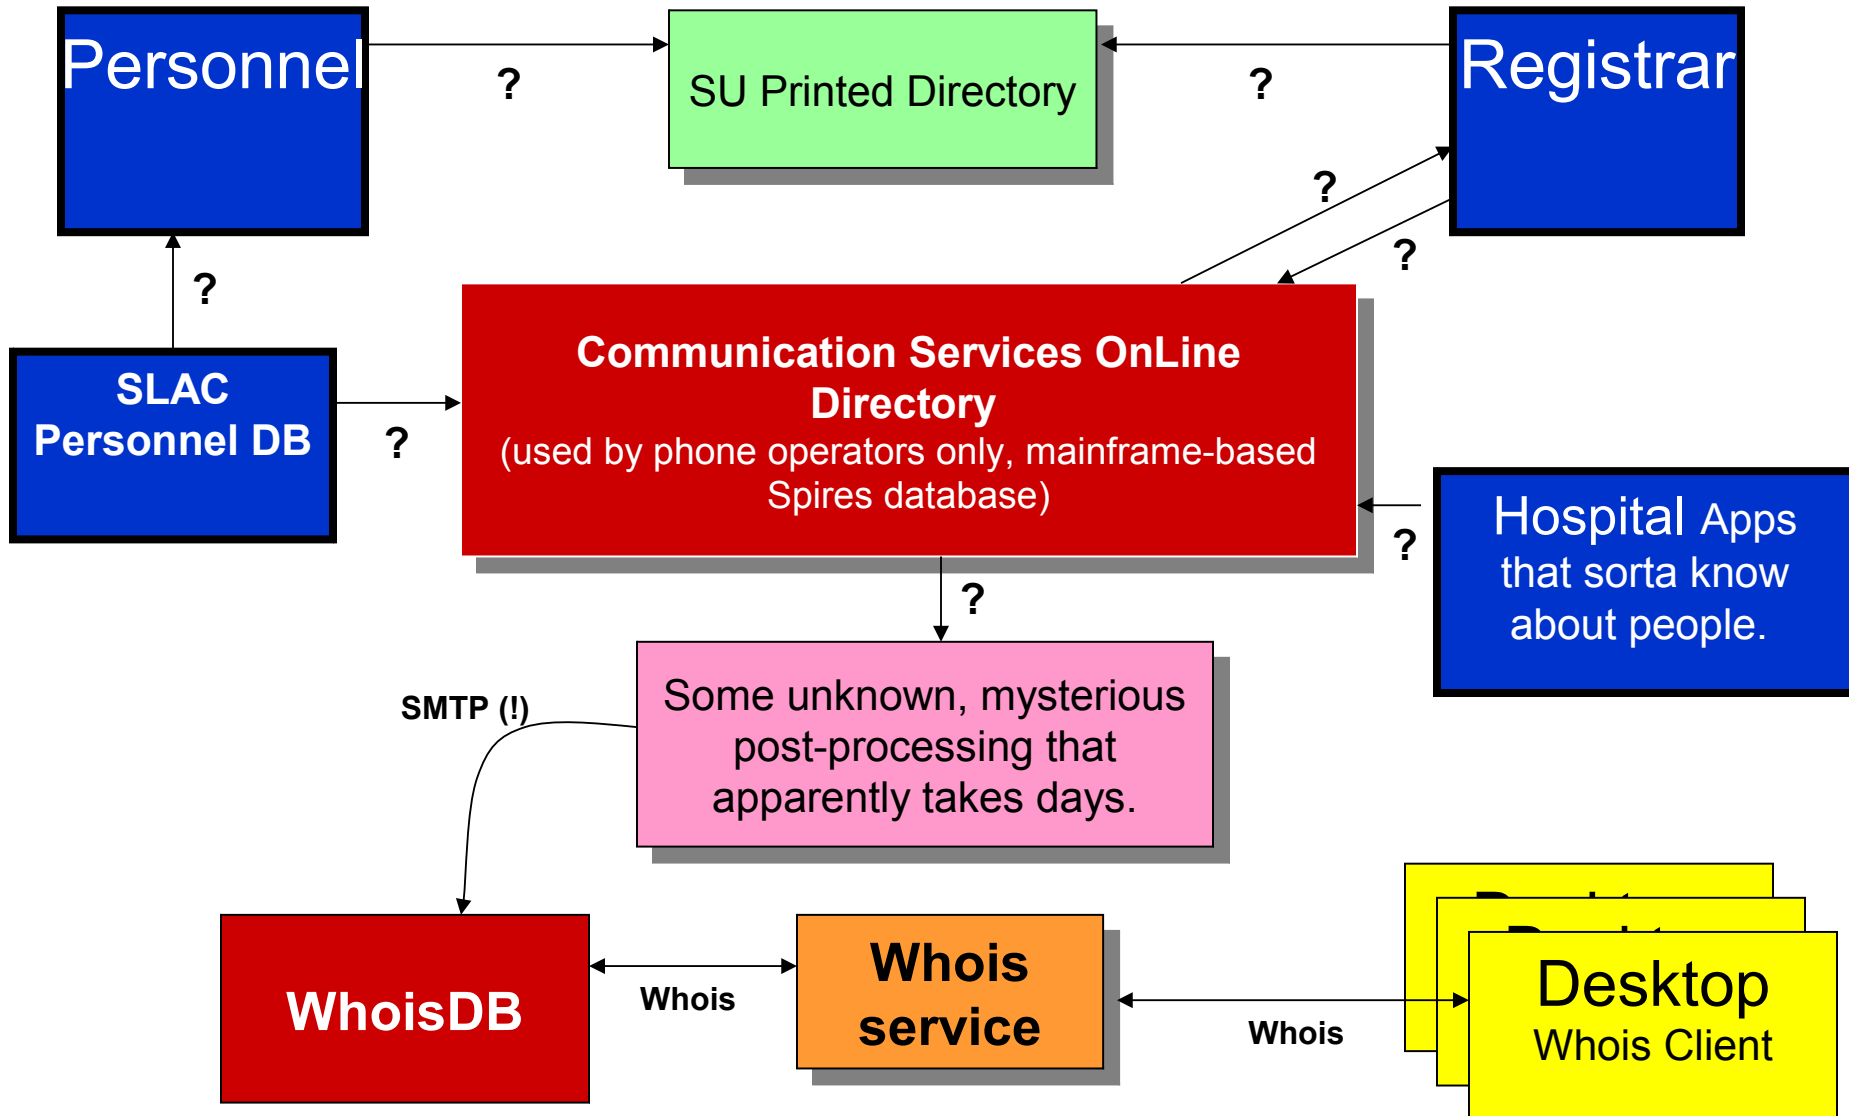 Personnel
?
SU Printed Directory
?
Registrar
?
?
?
SLAC
Personnel DB
?
Communication Services OnLine
Directory
(used by phone operators only, mainframe-based
Spires database)
?
Hospital Apps
that sorta know
about people.
?
SMTP (!)
Some unknown, mysterious
post-processing that
apparently takes days.
WhoisDB
Whois
Whois
service
Whois
Desktop
Whois Client